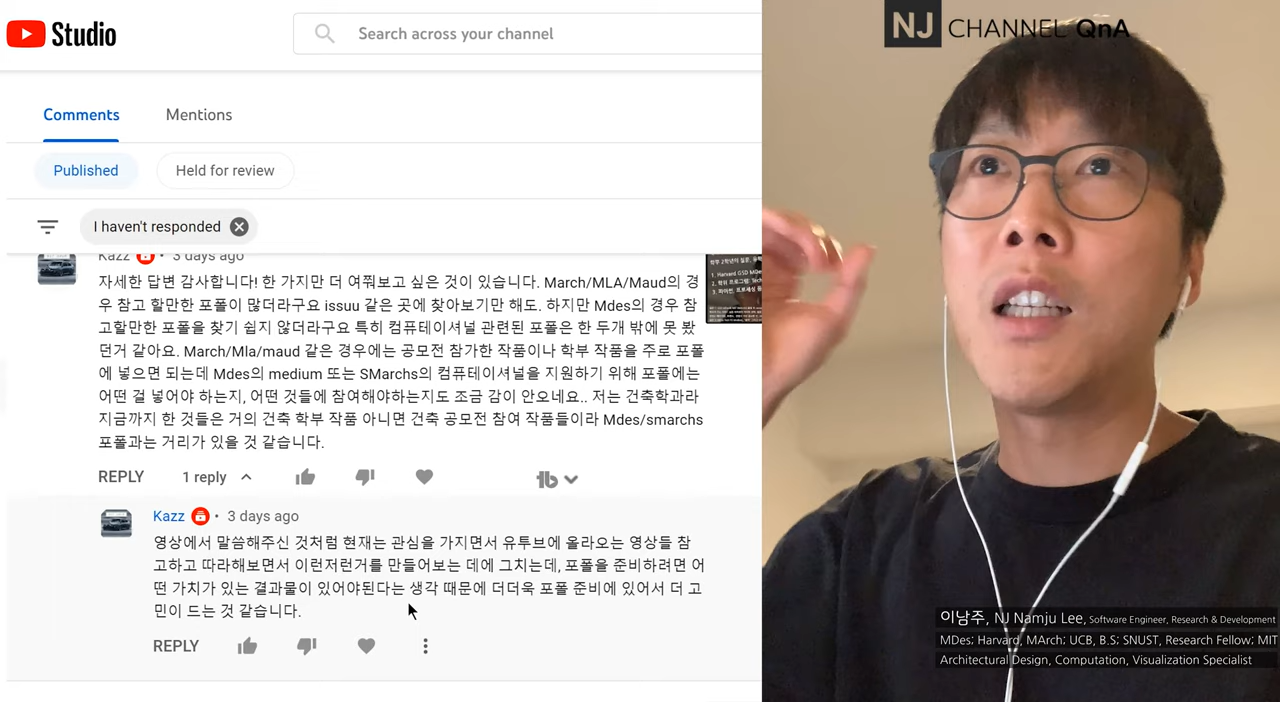 Studio
Search across your channel
Comments
Mentions
Published
Held for review
I haven't responded
Kazz • 3 days ago
자세한 답변 감사합니다! 한 가지만 더 여쭤보고 싶은 것이 있습니다. March/MLA/Maud의 경
우 참고 할만한 포폴이 많더라구요 issuu 같은 곳에 찾아보기만 해도. 하지만 Mdes의 경우 참
고할만한 포폴을 찾기 쉽지 않더라구요 특히 컴퓨테이셔널 관련된 포폴은 한 두개 밖에 못 봤
던거 같아요. March/Mla/maud 같은 경우에는 공모전 참가한 작품이나 학부 작품을 주로 포폴
에 넣으면 되는데 Mdes의 medium 또는 SMarchs의 컴퓨테이셔널을 지원하기 위해 포폴에는
어떤 걸 넣어야 하는지, 어떤 것들에 참여해야하는지도 조금 감이 안오네요.. 저는 건축학과라
지금까지 한 것들은 거의 건축 학부 작품 아니면 건축 공모전 참여 작품들이라 Mdes/smarchs
포폴과는 거리가 있을 것 같습니다.
REPLY
1 reply
Kazz • 3 days ago
영상에서 말씀해주신 것처럼 현재는 관심을 가지면서 유투브에 올라오는 영상들 참
고하고 따라해보면서 이런저런거를 만들어보는 데에 그치는데, 포폴을 준비하려면 어
떤 가치가 있는 결과물이 있어야된다는 생각 때문에 더더욱 포폴 준비에 있어서 더 고
민이 드는 것 같습니다.
REPLY
NJ CHANNEL QnA
이남주, NJ Namju Lee, Software Engineer, Research & Development
MDes; Harvard, MArch; UCB, B.S; SNUST, Research Fellow; MIT
Architectural Design, Computation, Visualization Specialist